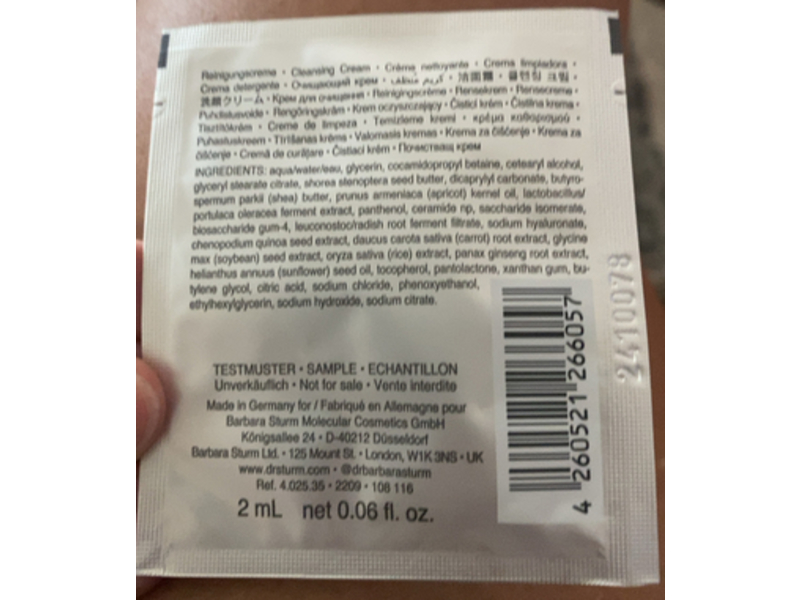 Reinigungscreme • Cleansing Cream • Crème nettoyante • Crema limpiadora •
Crema detergente • Очищающий крем • كريم منظف • 洁面霜 • 클렌징 크림 •
洗顔クリーム • Крем для очищення • Reinigingscrème • Rensekrem • Rensecreme •
Puhdistusvoide • Rengöringskräm • Krem oczyszczający • Čisticí krém • Čistilna krema •
Tisztítókrém • Creme de limpeza • Temizleme kremi • κρέμα καθαρισμού •
Puhastuskreem • Tīrīšanas krēms • Valomasis kremas • Krema za čišćenje • Krema za
čišćenje • Cremă de curățare • Čistiaci krém • Почистващ крем
INGREDIENTS: aqua/water/eau, glycerin, cocamidopropyl betaine, cetearyl alcohol,
glyceryl stearate citrate, shorea stenoptera seed butter, dicaprylyl carbonate, butyro-
spermum parkii (shea) butter, prunus armeniaca (apricot) kernel oil, lactobacillus/
portulaca oleracea ferment extract, panthenol, ceramide np, saccharide isomerate,
biosaccharide gum-4, leuconostoc/radish root ferment filtrate, sodium hyaluronate,
chenopodium quinoa seed extract, daucus carota sativa (carrot) root extract, glycine
max (soybean) seed extract, oryza sativa (rice) extract, panax ginseng root extract,
helianthus annuus (sunflower) seed oil, tocopherol, pantolactone, xanthan gum, bu-
tylene glycol, citric acid, sodium chloride, phenoxyethanol,
ethylhexylglycerin, sodium hydroxide, sodium citrate.
TESTMUSTER • SAMPLE • ECHANTILLON
Unverkäuflich • Not for sale • Vente interdite
Made in Germany for / Fabriqué en Allemagne pour
Barbara Sturm Molecular Cosmetics GmbH
Königsallee 24 • D-40212 Düsseldorf
Barbara Sturm Ltd. • 125 Mount St. • London, W1K 3NS • UK
www.drsturm.com • @drbarbarasturm
Ref. 4.025.35 • 2209 • 108 116
2 mL net 0.06 fl. oz.
4 260521 266057
2410078